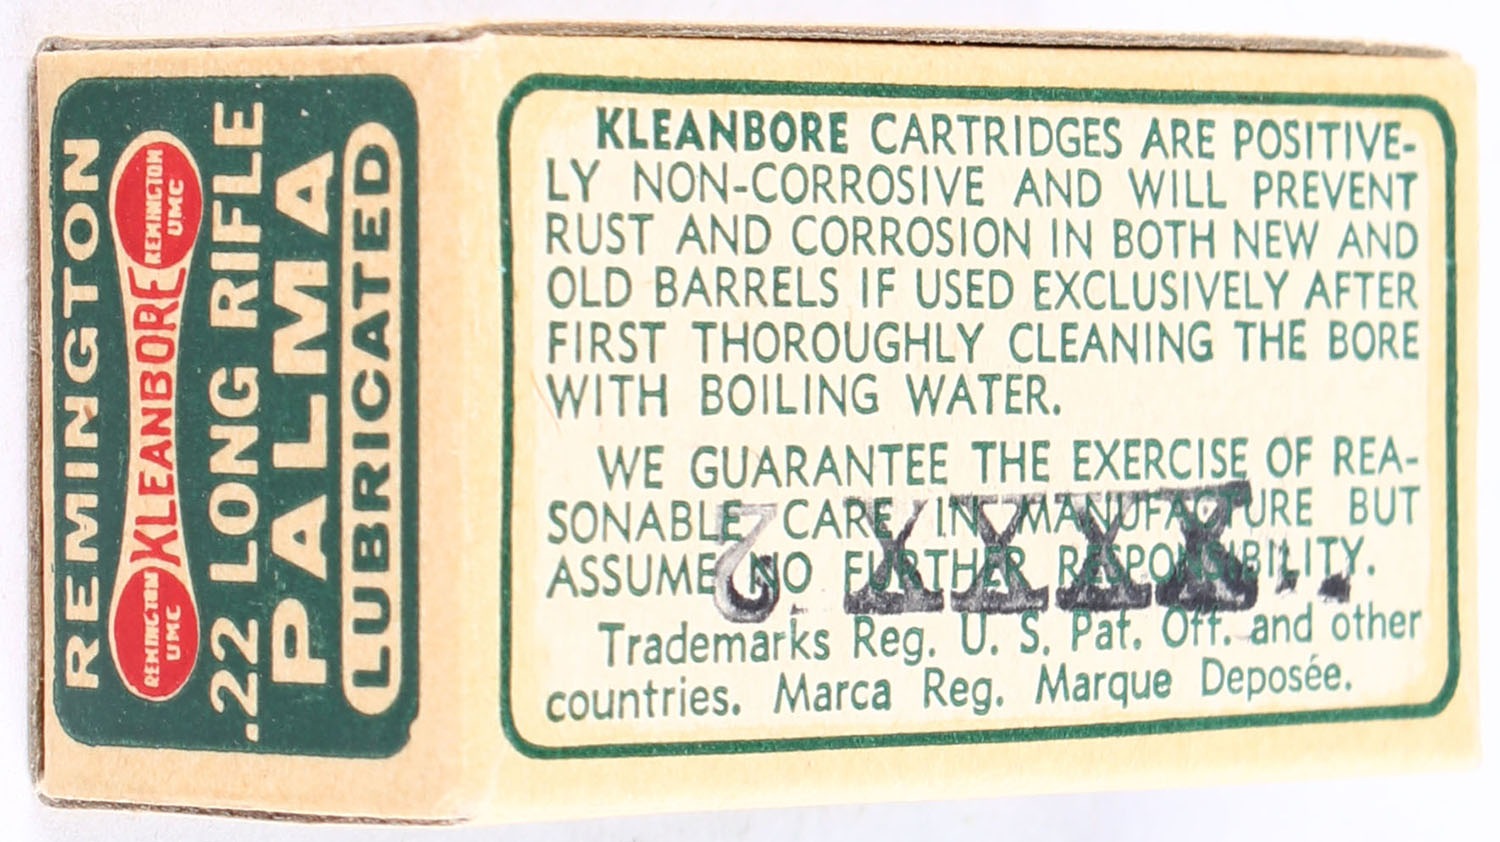 REMINGTON
REMINGTON UMC KLEANBORE REMINGTON UMC
.22 LONG RIFLE
PALMA
LUBRICATED
KLEANBORE CARTRIDGES ARE POSITIVE-
LY NON-CORROSIVE AND WILL PREVENT
RUST AND CORROSION IN BOTH NEW AND
OLD BARRELS IF USED EXCLUSIVELY AFTER
FIRST THOROUGHLY CLEANING THE BORE
WITH BOILING WATER.
WE GUARANTEE THE EXERCISE OF REA-
SONABLE CARE IN MANUFACTURE BUT
ASSUME NO FURTHER RESPONSIBILITY.
Trademarks Reg. U. S. Pat. Off. and other
countries. Marca Reg. Marque Deposée.